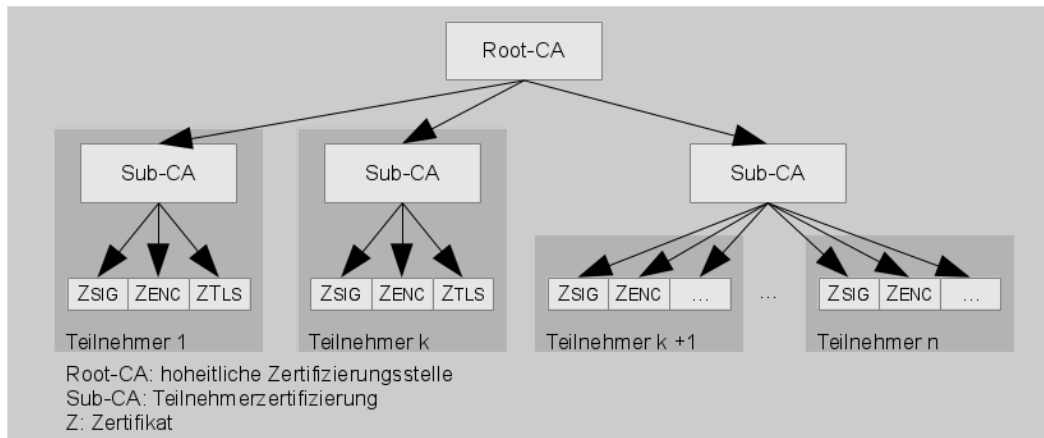 Root-CA
Sub-CA
Sub-CA
Sub-CA
ZSIG ZENC ZTLS
ZSIG ZENC ZTLS
ZSIG ZENC ...
...
ZSIG ZENC ...
Teilnehmer 1
Teilnehmer k
Teilnehmer k +1
Teilnehmer n
Root-CA: hoheitliche Zertifizierungsstelle
Sub-CA: Teilnehmerzertifizierung
Z: Zertifikat